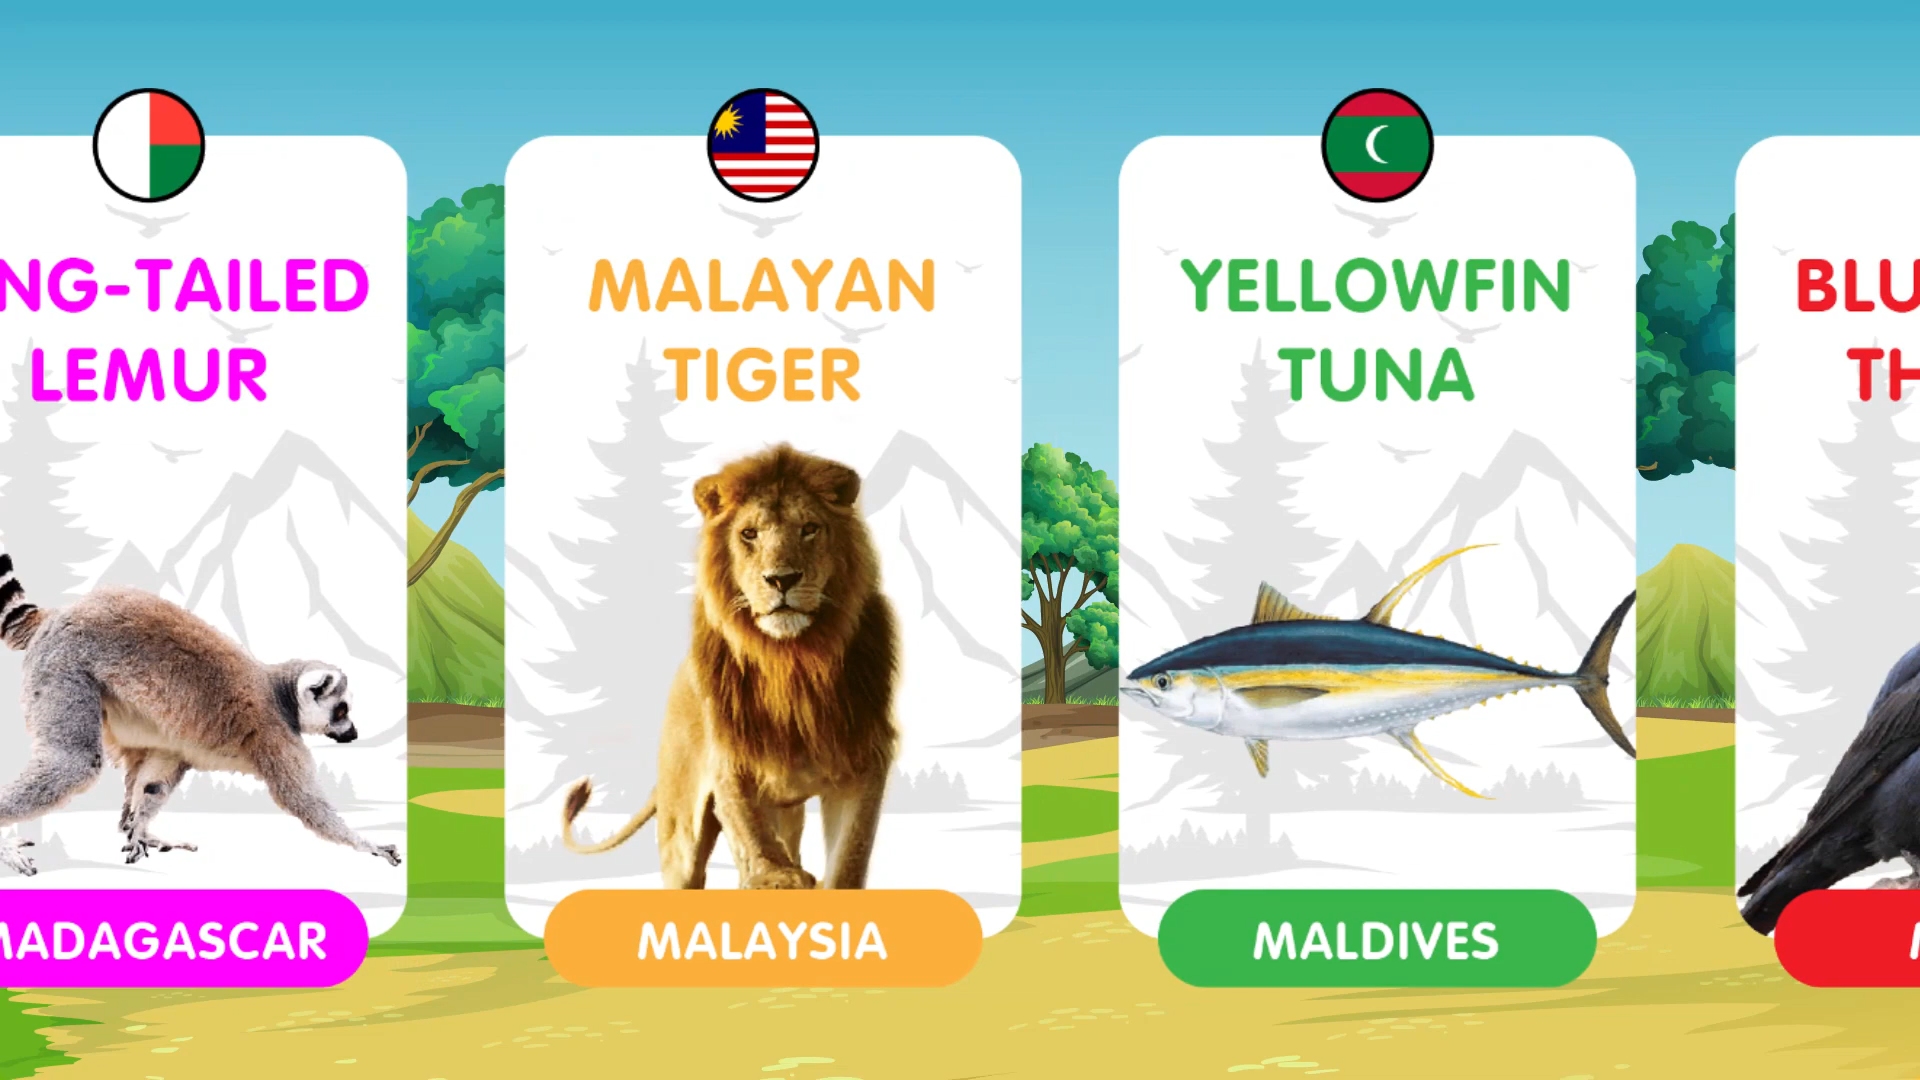 NG-TAILED
LEMUR
MADAGASCAR
MALAYAN
TIGER
MALAYSIA
YELLOWFIN
TUNA
MALDIVES
BLU
TH